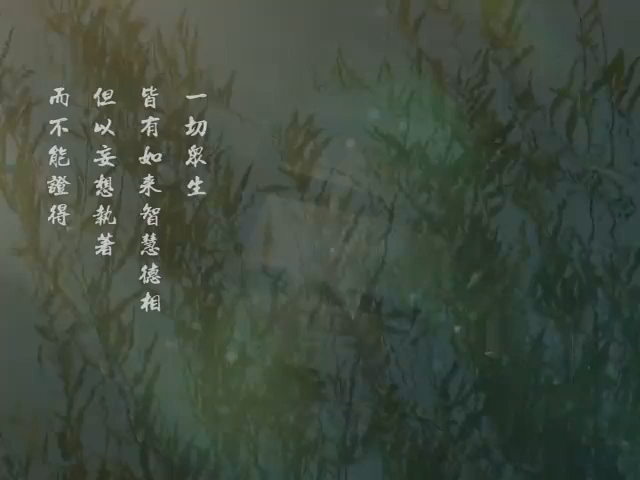 一切眾生
皆有如来智慧德相
但以妄想執著
而不能證得